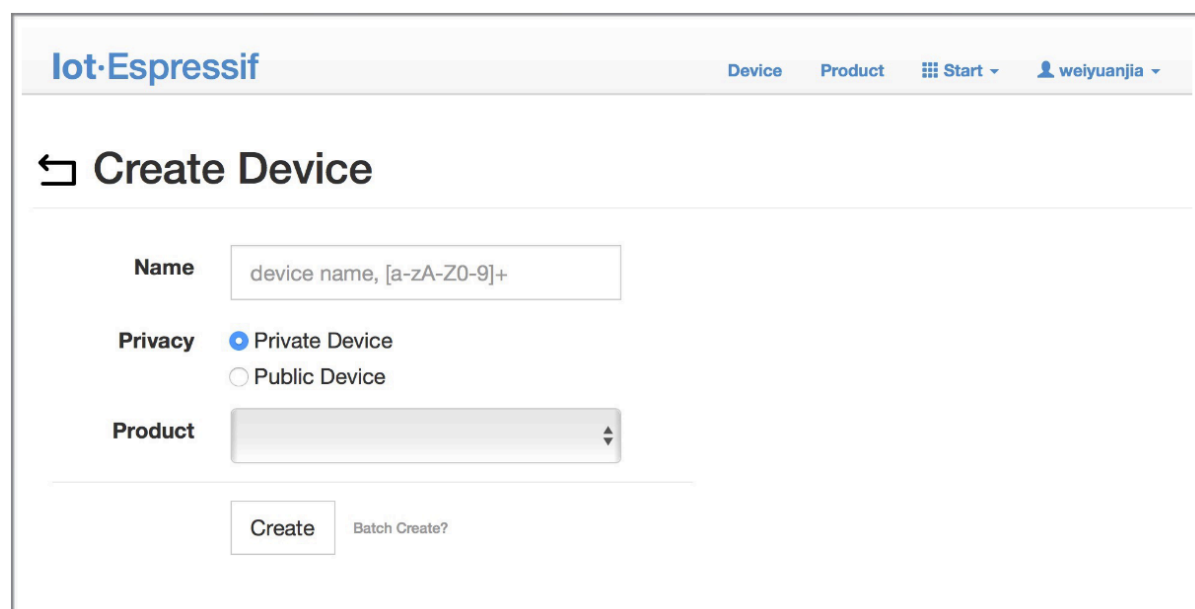 Iot·Espressif
Device Product Start weiyuanjia
Create Device
Name device name, [a-zA-Z0-9]+
Privacy Private Device
Public Device
Product
Create Batch Create?